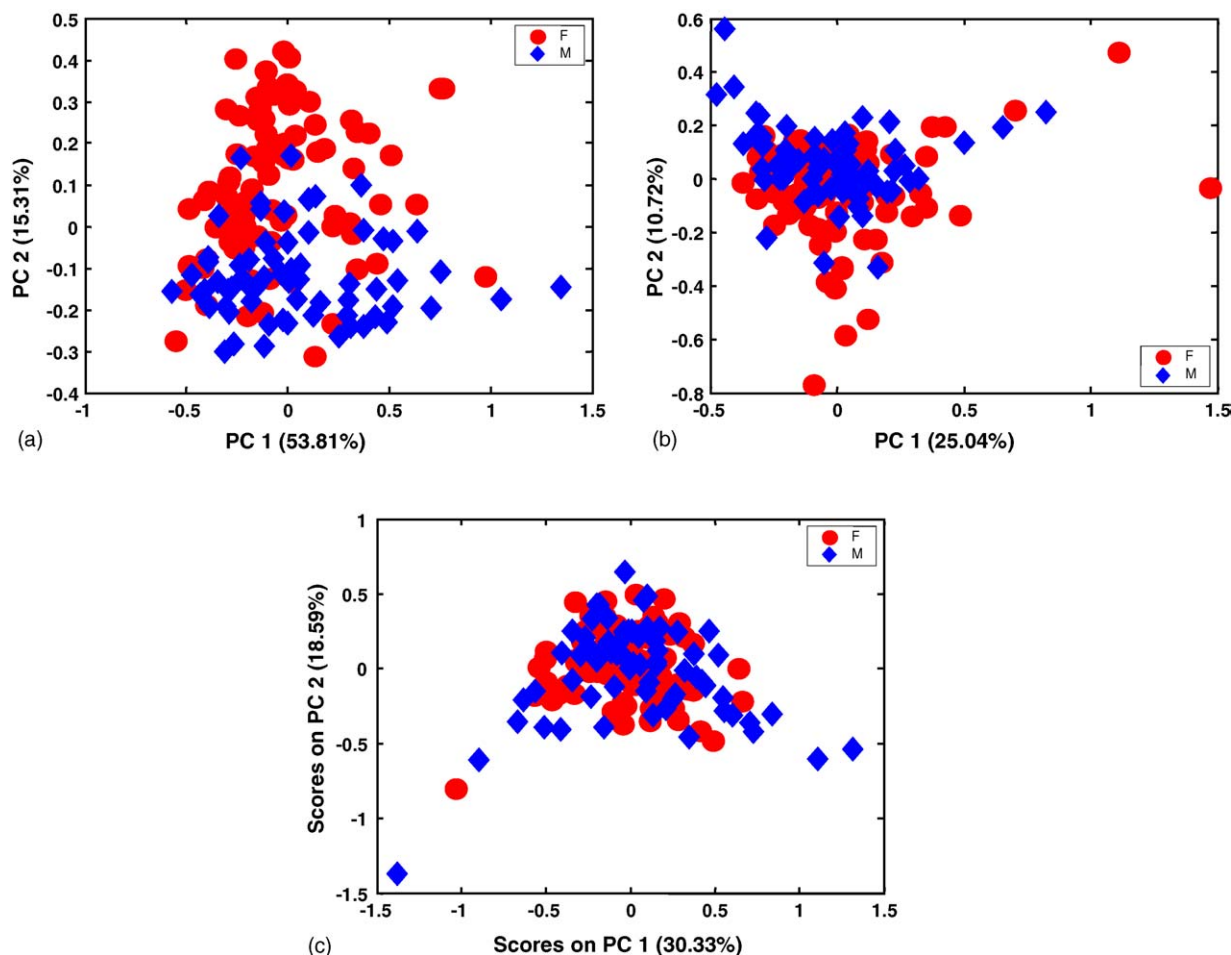 0.5
0.4
0.3
0.2
0.1
0
-0.1
-0.2
-0.3
-0.4
PC 2 (15.31%)
F
M
-1
-0.5
0
0.5
1
1.5
(a)
PC 1 (53.81%)
0.6
0.4
0.2
0
-0.2
-0.4
-0.6
-0.8
PC 2 (10.72%)
F
M
-0.5
0
0.5
1
1.5
(b)
PC 1 (25.04%)
1
0.5
0
-0.5
-1
-1.5
Scores on PC 2 (18.59%)
F
M
-1.5
-1
-0.5
0
0.5
1
1.5
(c)
Scores on PC 1 (30.33%)